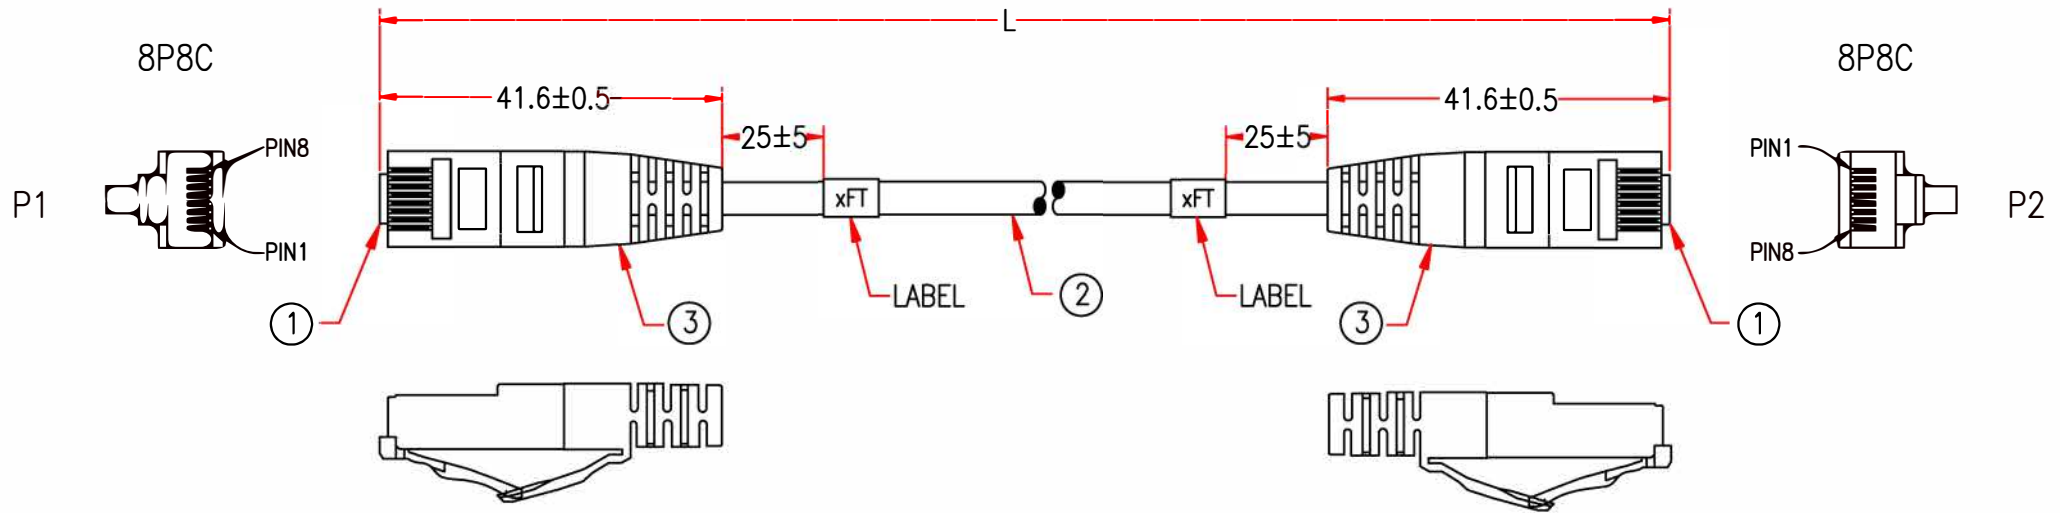 L
8P8C
8P8C
41.6±0.5
41.6±0.5
25±5
25±5
PIN8
PIN1
P1
xFT
xFT
P2
PIN1
PIN8
LABEL
2
LABEL
1
3
3
1